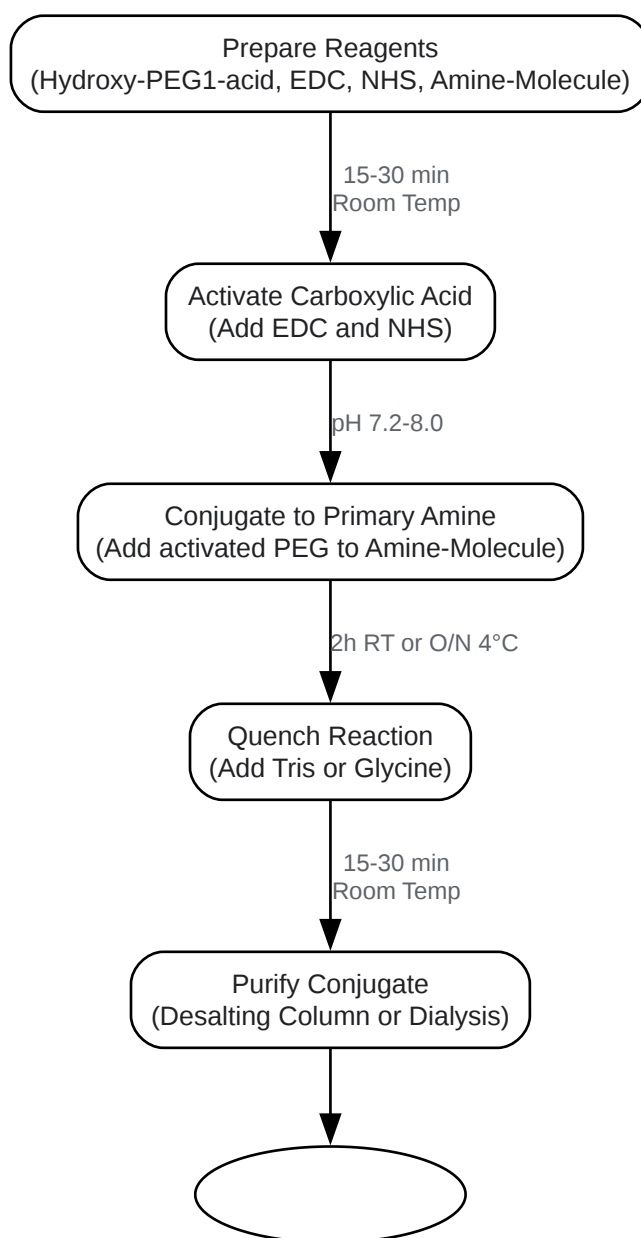 Prepare Reagents
(Hydroxy-PEG1-acid, EDC, NHS, Amine-Molecule)
15-30 min
Room Temp
Activate Carboxylic Acid
(Add EDC and NHS)
pH 7.2-8.0
Conjugate to Primary Amine
(Add activated PEG to Amine-Molecule)
2h RT or O/N 4°C
Quench Reaction
(Add Tris or Glycine)
15-30 min
Room Temp
Purify Conjugate
(Desalting Column or Dialysis)